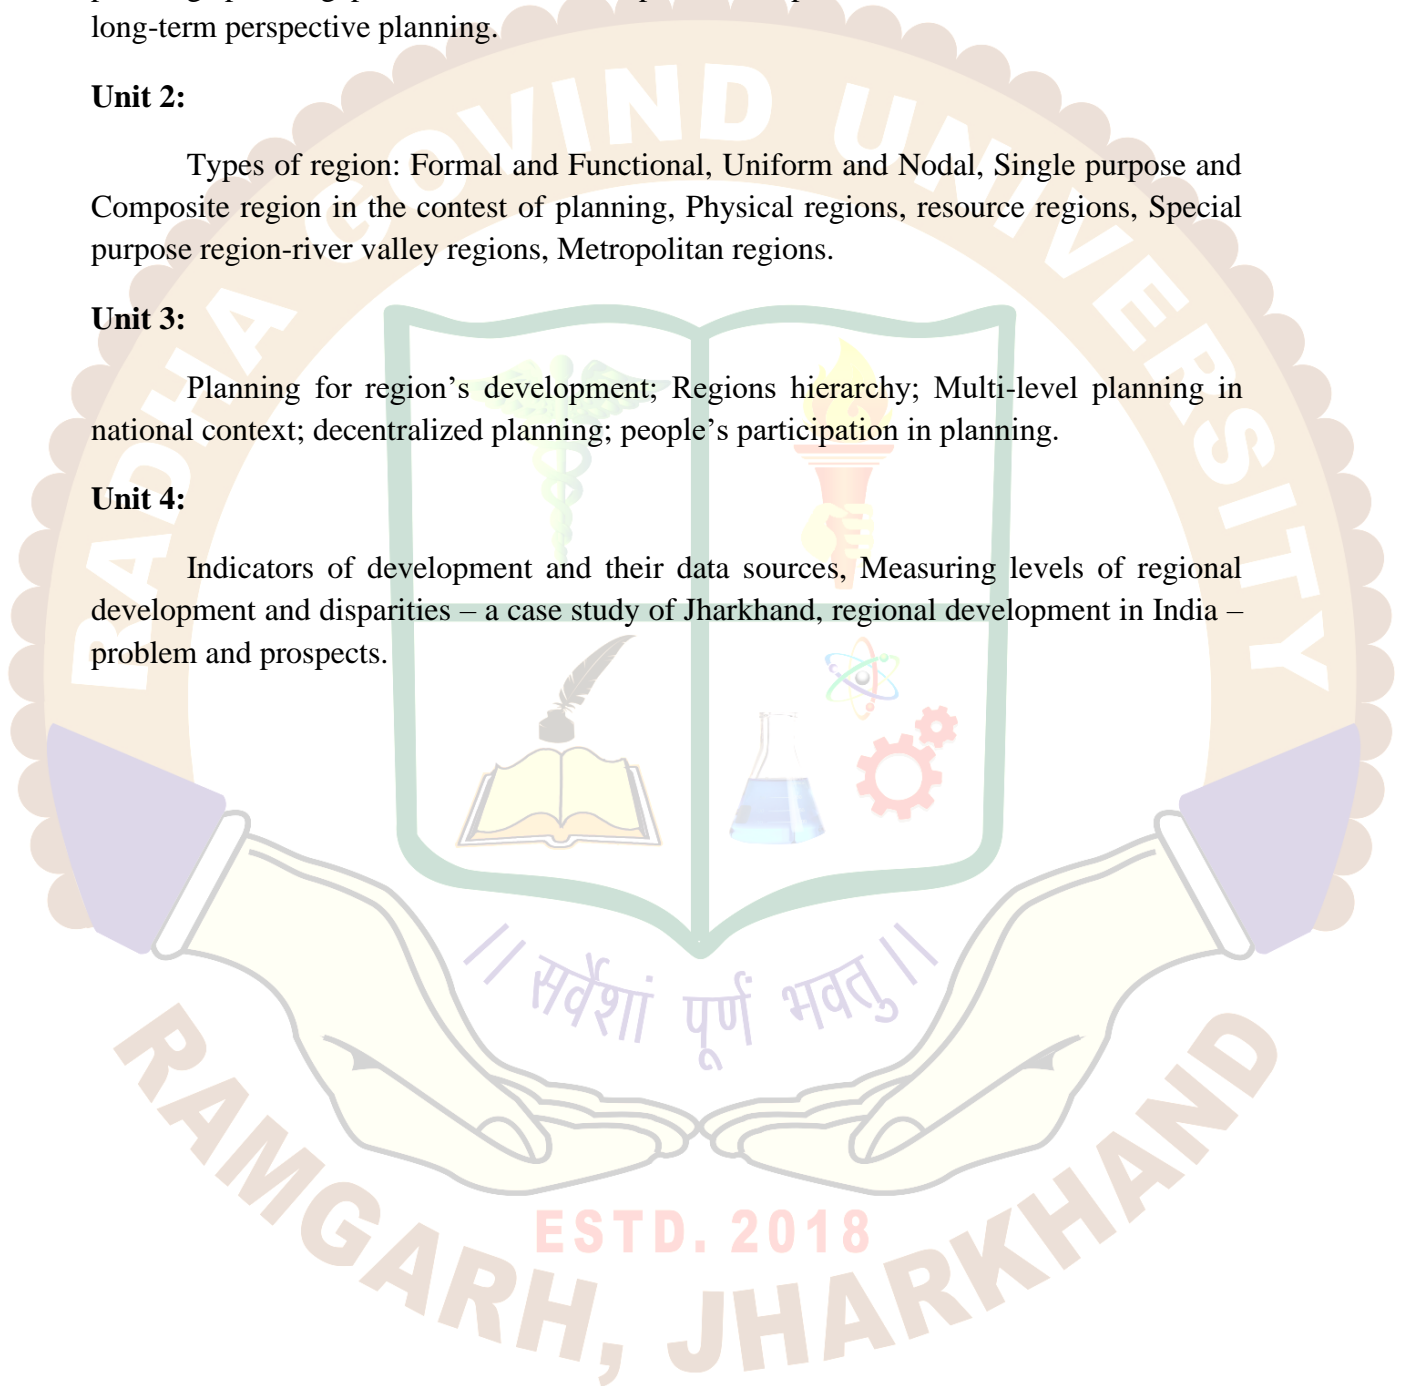 long-term perspective planning.
Unit 2:
Types of region: Formal and Functional, Uniform and Nodal, Single purpose and
Composite region in the contest of planning, Physical regions, resource regions, Special
purpose region-river valley regions, Metropolitan regions.
Unit 3:
Planning for region’s development; Regions hierarchy; Multi-level planning in
national context; decentralized planning; people’s participation in planning.
Unit 4:
Indicators of development and their data sources, Measuring levels of regional
development and disparities – a case study of Jharkhand, regional development in India –
problem and prospects.
RADHA GOVIND UNIVERSITY
|| सर्वेशां पूर्णं भवतु ||
ESTD. 2018
RAMGARH, JHARKHAND